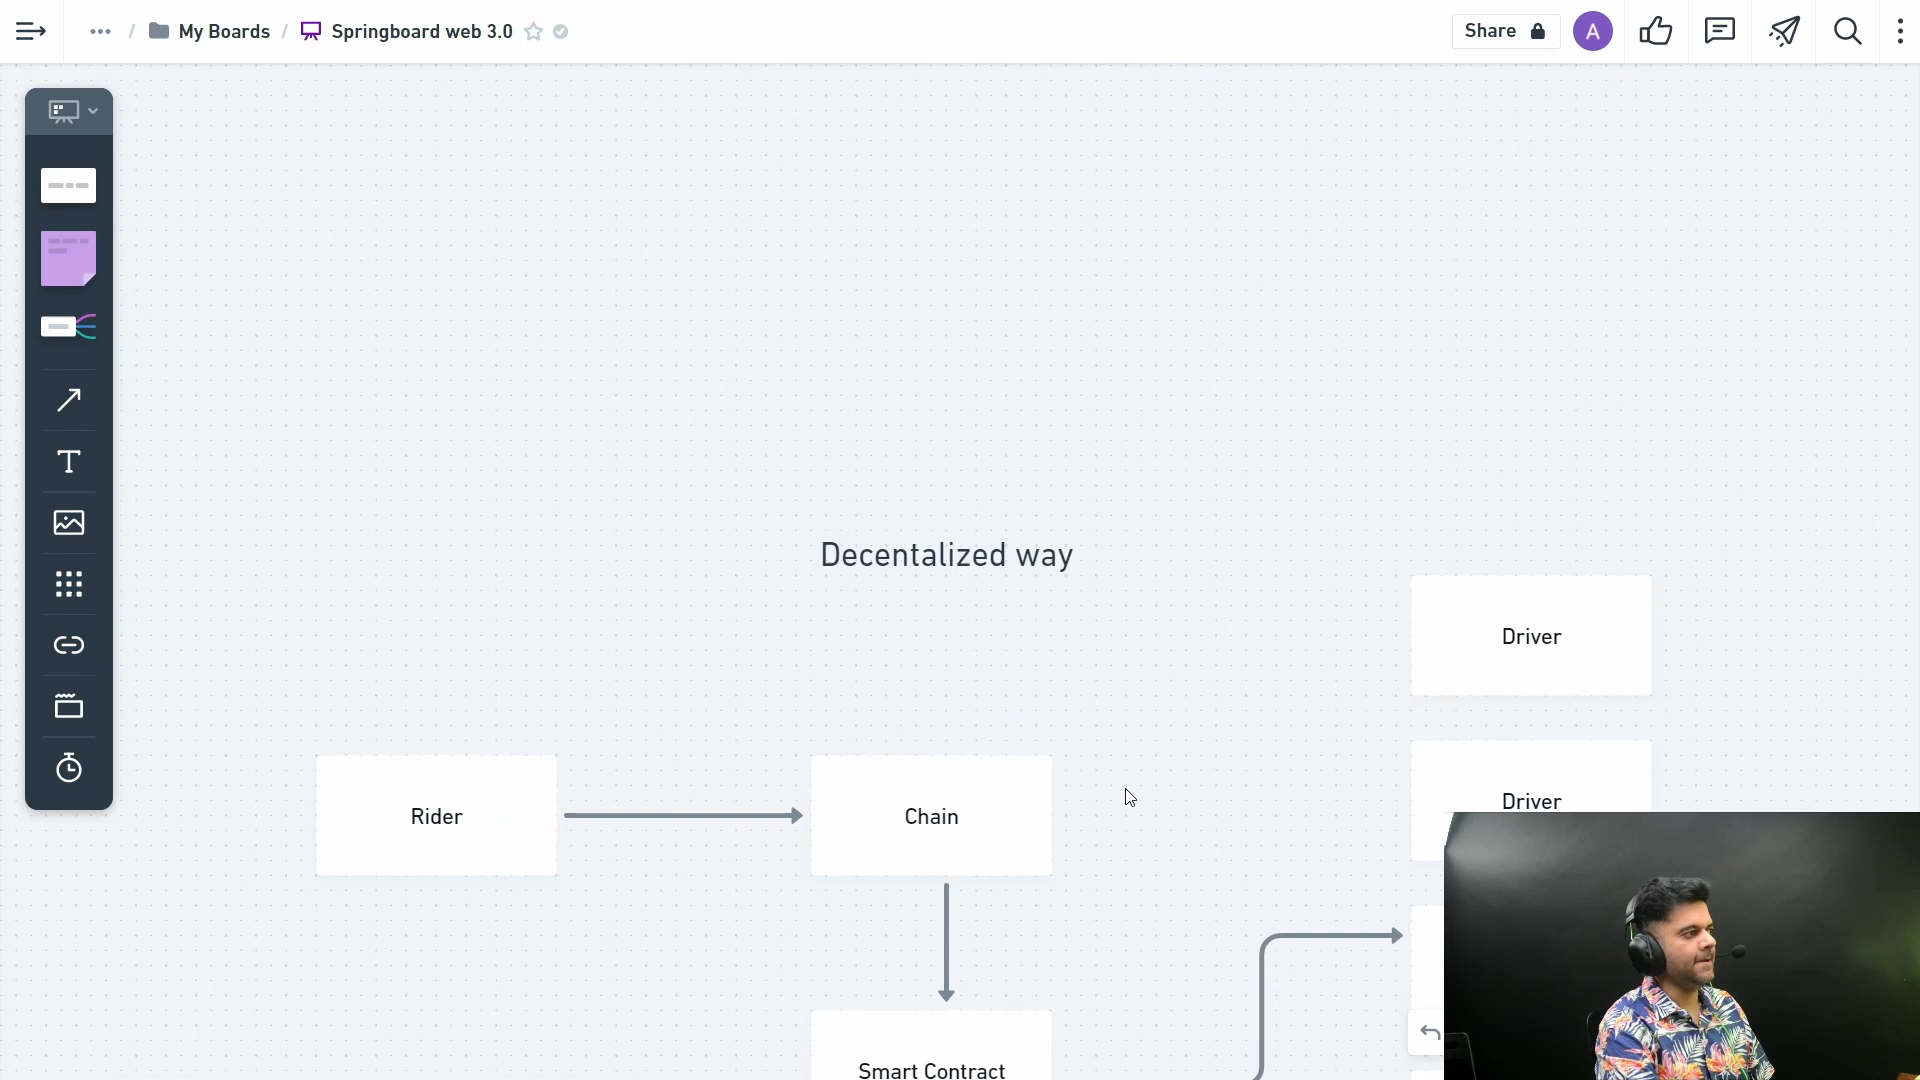 ... / My Boards / Springboard web 3.0
Share
A
Decentalized way
Driver
Driver
Rider
Chain
Smart Contract